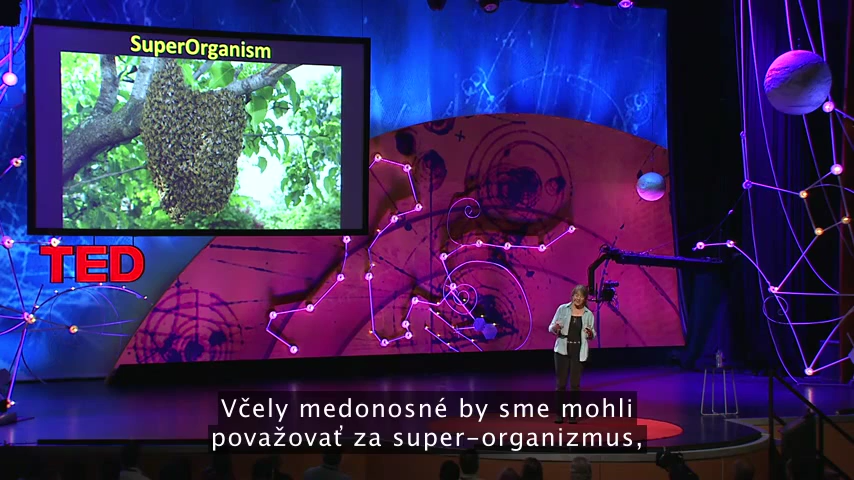 SuperOrganism
TED
Včely medonosné by sme mohli
považovať za super-organizmus,